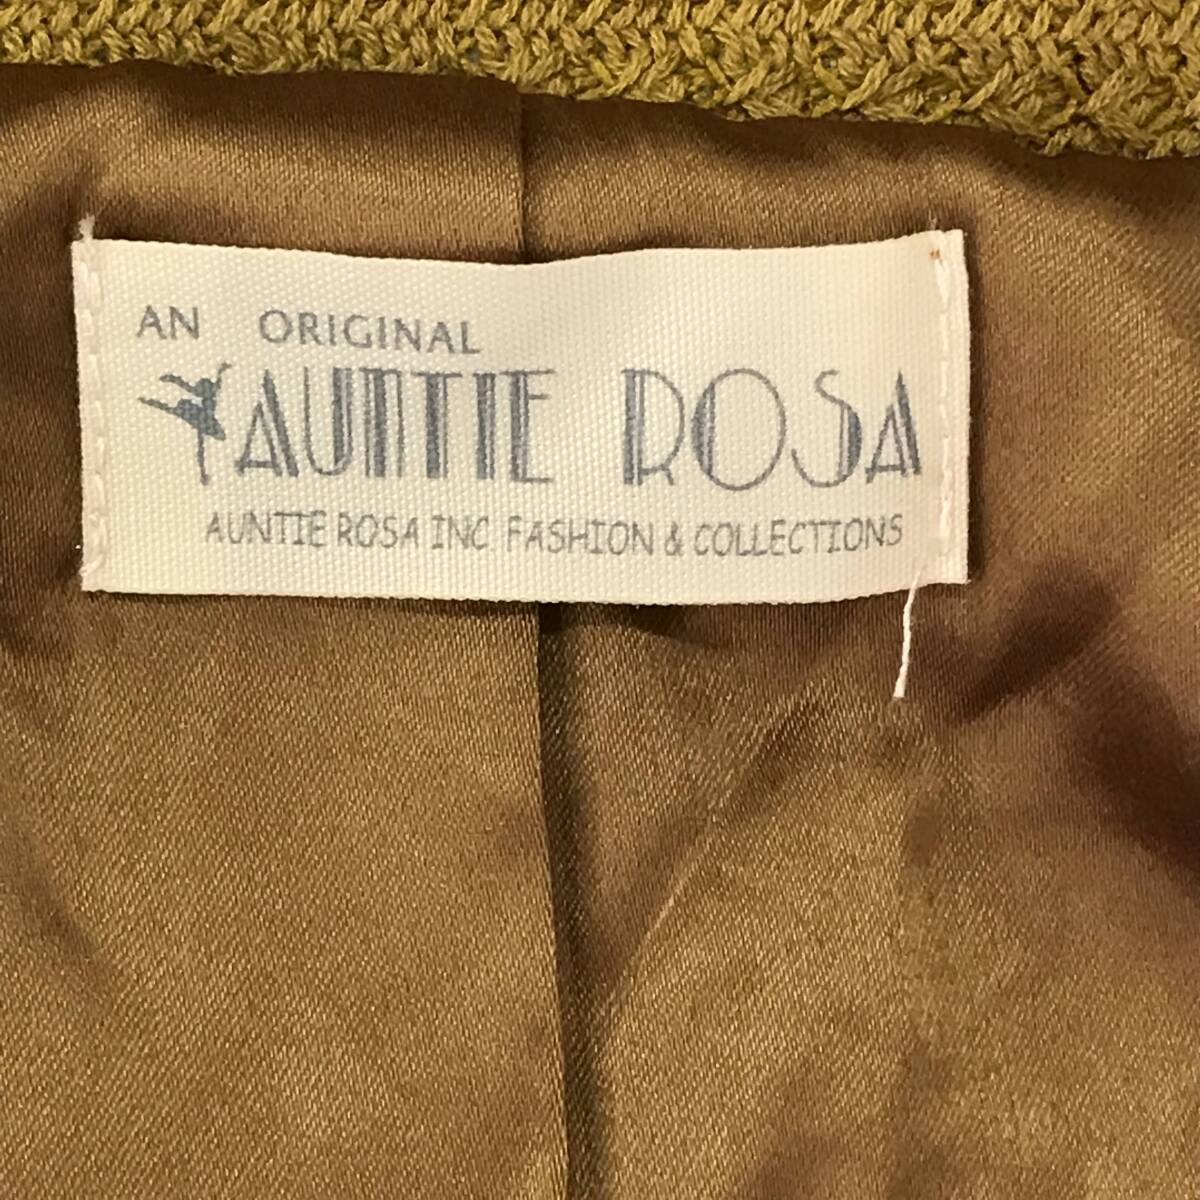 AN ORIGINAL
AUNTIE ROSA
AUNTIE ROSA INC. FASHION & COLLECTIONS